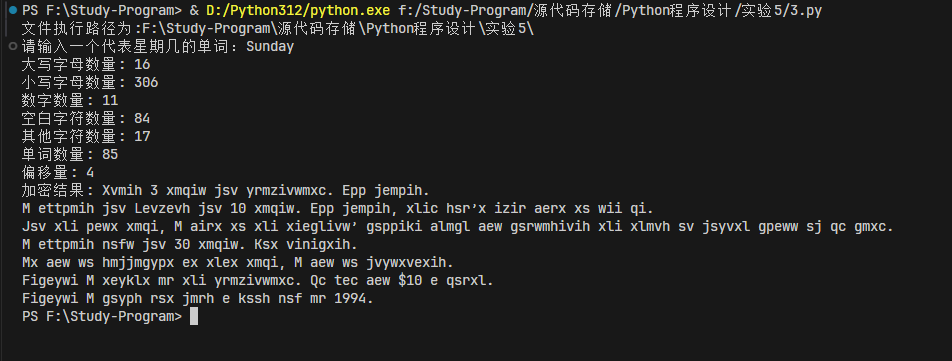 PS F:\Study-Program> & D:/Python312/python.exe f:/Study-Program/源代码存储/Python程序设计/实验5/3.py
文件执行路径为:F:\Study-Program\源代码存储\Python程序设计\实验5\
请输入一个代表星期几的单词：Sunday
大写字母数量: 16
小写字母数量: 306
数字数量: 11
空白字符数量: 84
其他字符数量: 17
单词数量: 85
偏移量: 4
加密结果: Xvmih 3 xmqiw jsv yrmzivwmxc. Epp jempih.
M ettpmih jsv Levzevh jsv 10 xmqiw. Epp jempih, xlic hsr’x izir aerx xs wii qi.
Jsv xli pewx xmqi, M airx xs xli xieglivw’ gsppiki almgl aew gsrwmhivih xli xlmvh sv jsyvxl gpeww sj qc gmxc.
M ettpmih nsfw jsv 30 xmqiw. Ksx vinigxih.
Mx aew ws hmjjmgypx ex xlex xmqi, M aew ws jvywxvexih.
Figeywi M xeyklx mr xli yrmzivwmxc. Qc tec aew $10 e qsrxl.
Figeywi M gsyph rsx jmrh e kssh nsf mr 1994.
PS F:\Study-Program>